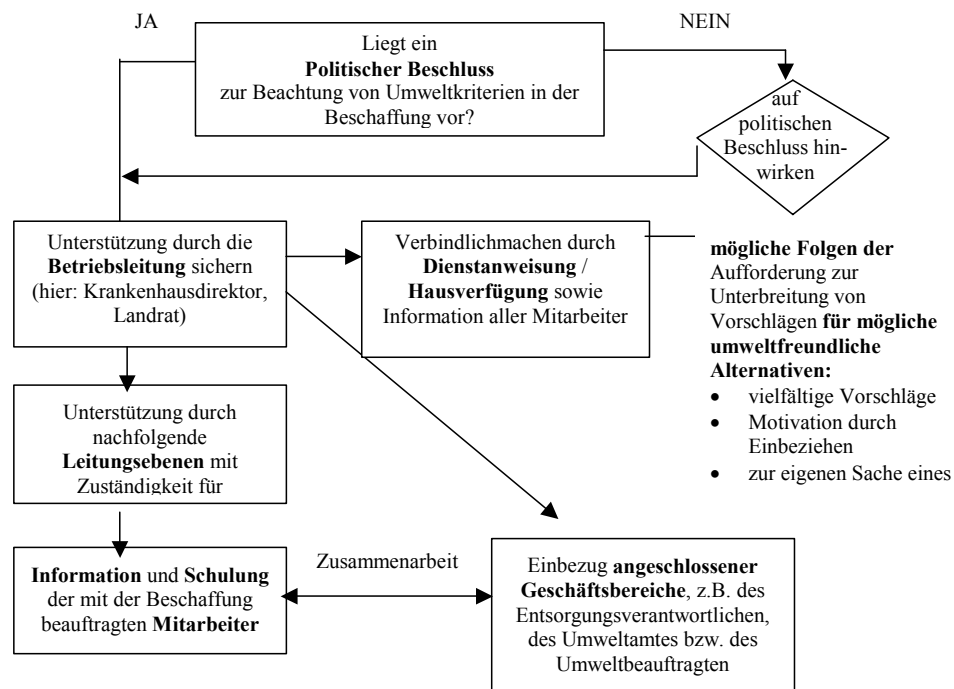 JA
NEIN
Liegt ein
Politischer Beschluss
zur Beachtung von Umweltkriterien in der
Beschaffung vor?
auf
politischen
Beschluss hin-
wirken
Unterstützung durch die
Betriebsleitung sichern
(hier: Krankenhausdirektor,
Landrat)
Verbindlichmachen durch
Dienstanweisung /
Hausverfügung sowie
Information aller Mitarbeiter
mögliche Folgen der
Aufforderung zur
Unterbreitung von
Vorschlägen für mögliche
umweltfreundliche
Alternativen:
• vielfältige Vorschläge
• Motivation durch
Einbeziehen
• zur eigenen Sache eines
Unterstützung durch
nachfolgende
Leitungsebenen mit
Zuständigkeit für
Information und Schulung
der mit der Beschaffung
beauftragten Mitarbeiter
Zusammenarbeit
Einbezug angeschlossener
Geschäftsbereiche, z.B. des
Entsorgungsverantwortlichen,
des Umweltamtes bzw. des
Umweltbeauftragten